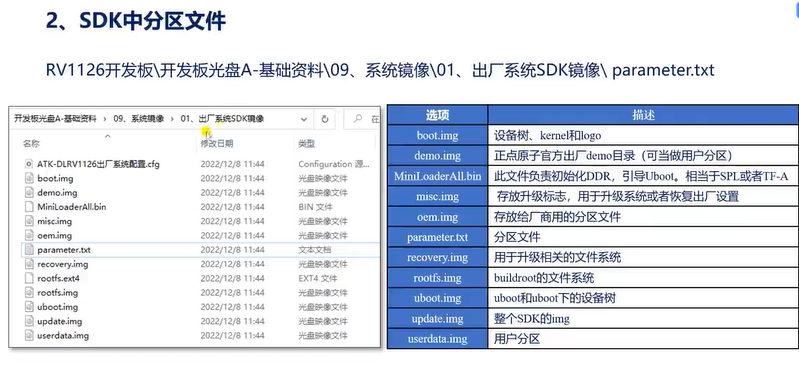 2、SDK中分区文件
RV1126开发板\开发板光盘A-基础资料\09、系统镜像\01、出厂系统SDK镜像\ parameter.txt
开发板光盘A-基础资料 › 09、系统镜像 › 01、出厂系统SDK镜像
在
名称 修改日期 类型
ATK-DLRV1126出厂系统配置.cfg 2022/12/8 11:44 Configuration 源...
boot.img 2022/12/8 11:44 光盘映像文件
demo.img 2022/12/8 11:44 光盘映像文件
MiniLoaderAll.bin 2022/12/8 11:44 BIN 文件
misc.img 2022/12/8 11:44 光盘映像文件
oem.img 2022/12/8 11:44 光盘映像文件
parameter.txt 2022/12/8 11:44 文本文档
recovery.img 2022/12/8 11:44 光盘映像文件
rootfs.ext4 2022/12/8 11:44 EXT4 文件
rootfs.img 2022/12/8 11:44 光盘映像文件
uboot.img 2022/12/8 11:44 光盘映像文件
update.img 2022/12/8 11:44 光盘映像文件
userdata.img 2022/12/8 11:44 光盘映像文件
选项 描述
boot.img 设备树、kernel和logo
demo.img 正点原子官方出厂demo目录（可当做用户分区）
MiniLoaderAll.bin 此文件负责初始化DDR，引导Uboot。相当于SPL或者TF-A
misc.img 存放升级标志，用于升级系统或者恢复出厂设置
oem.img 存放给厂商用的分区文件
parameter.txt 分区文件
recovery.img 用于升级相关的文件系统
rootfs.img buildroot的文件系统
uboot.img uboot和uboot下的设备树
update.img 整个SDK的img
userdata.img 用户分区